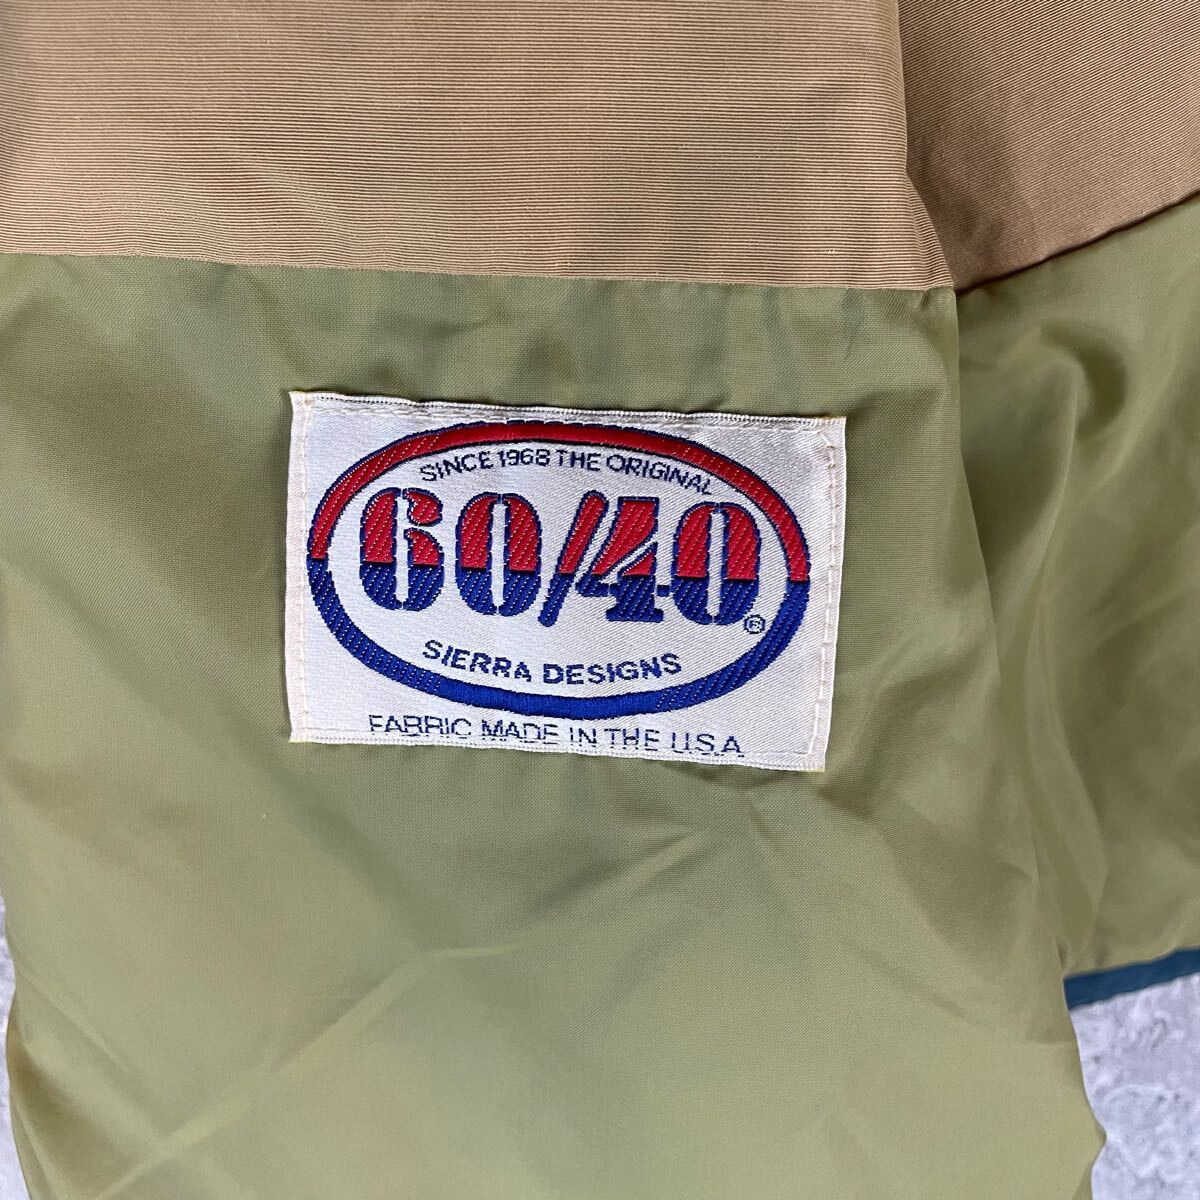 SINCE 1968 THE ORIGINAL
60/40®
SIERRA DESIGNS
FABRIC MADE IN THE U.S.A.